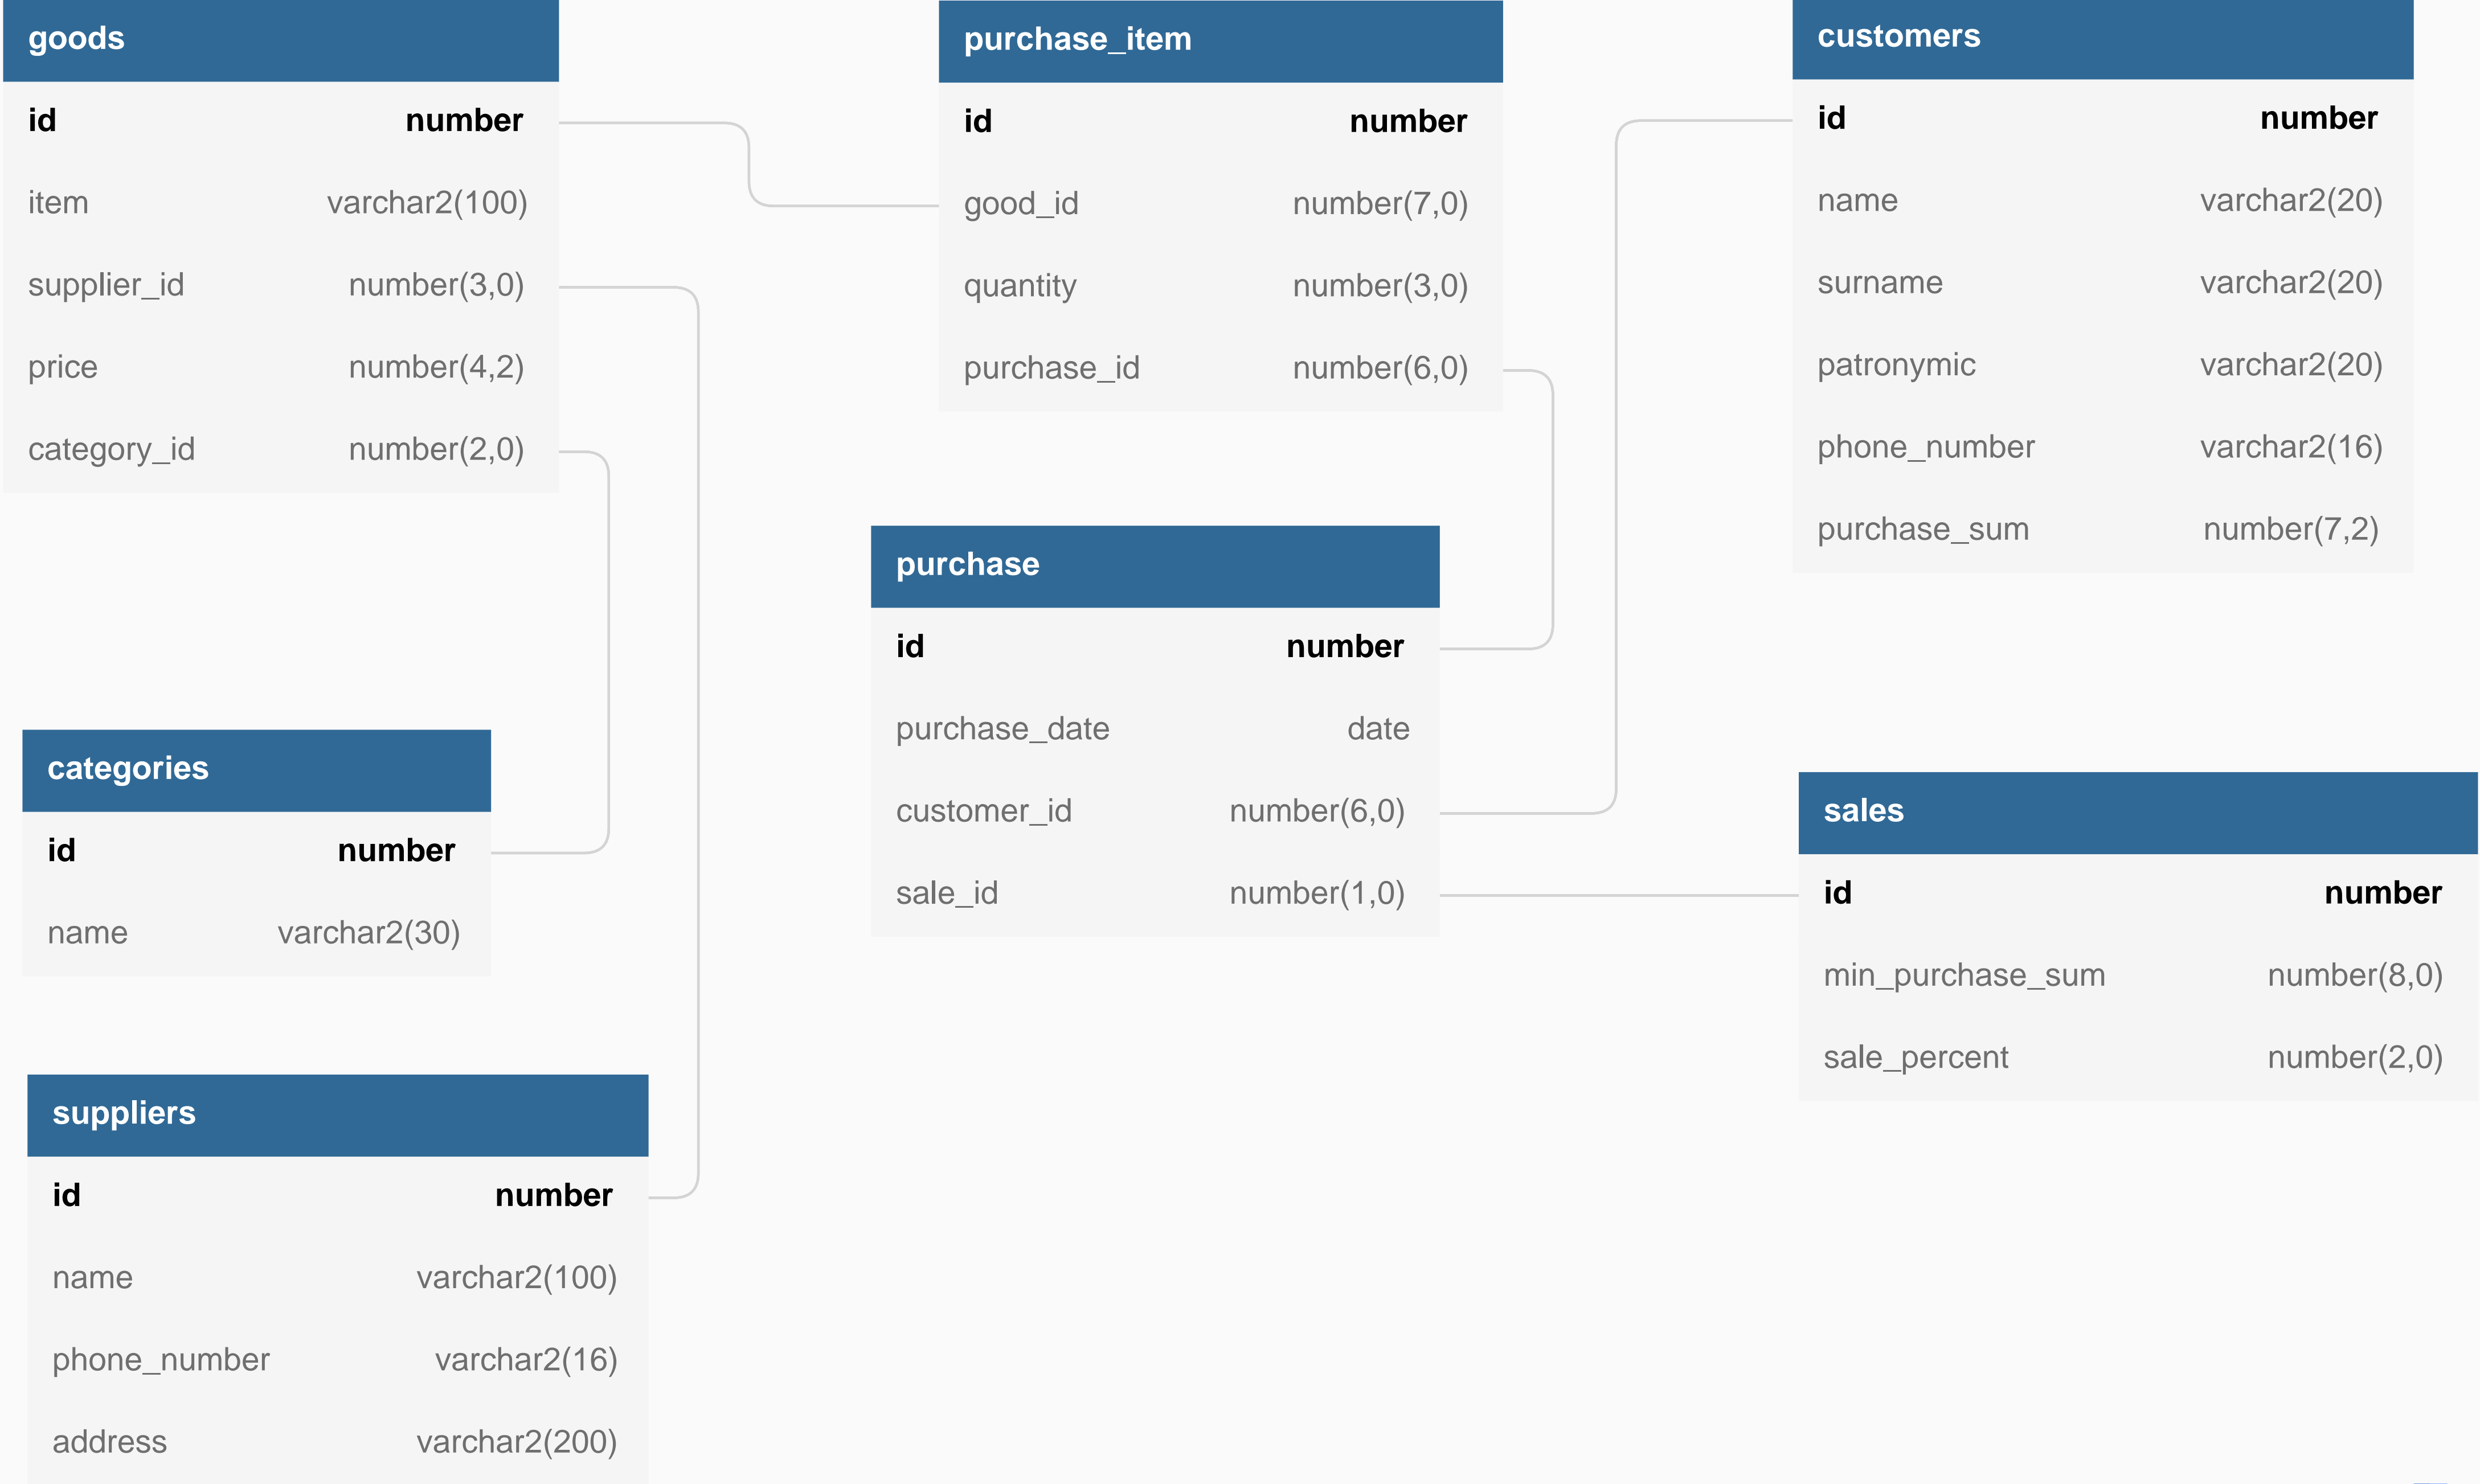 goods
id number
item varchar2(100)
supplier_id number(3,0)
price number(4,2)
category_id number(2,0)
purchase_item
id number
good_id number(7,0)
quantity number(3,0)
purchase_id number(6,0)
customers
id number
name varchar2(20)
surname varchar2(20)
patronymic varchar2(20)
phone_number varchar2(16)
purchase_sum number(7,2)
purchase
id number
purchase_date date
customer_id number(6,0)
sale_id number(1,0)
categories
id number
name varchar2(30)
sales
id number
min_purchase_sum number(8,0)
sale_percent number(2,0)
suppliers
id number
name varchar2(100)
phone_number varchar2(16)
address varchar2(200)